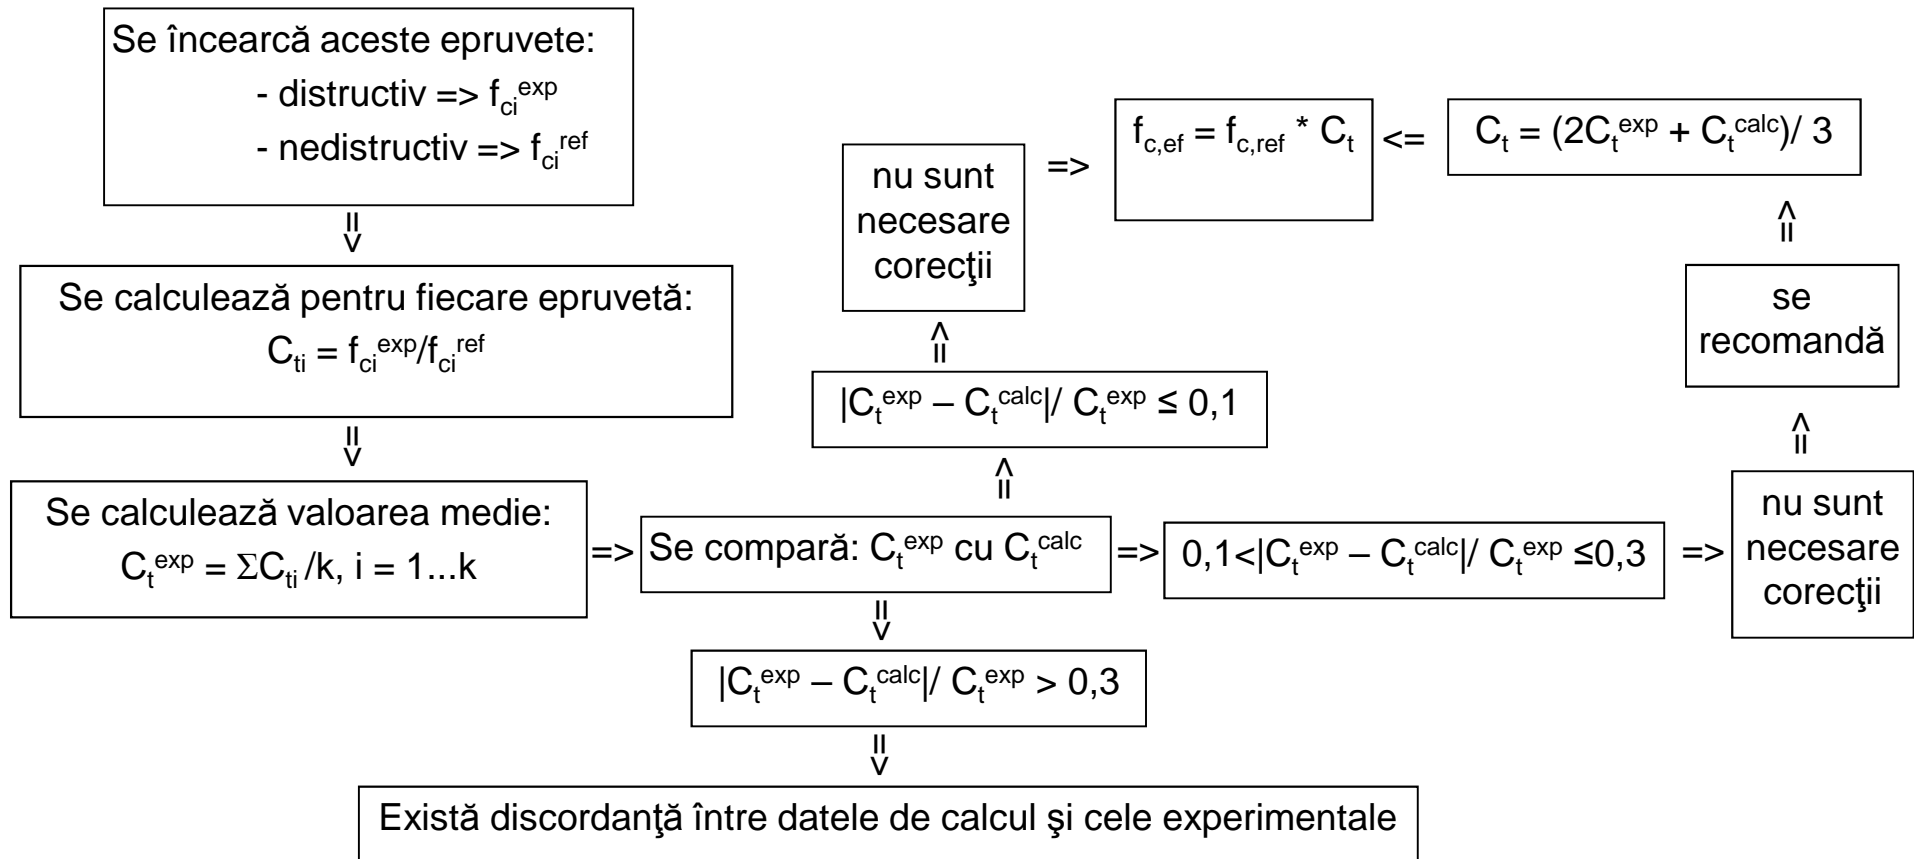 Se încearcă aceste epruvete:
- distructiv => f_ci^exp
- nedistructiv => f_ci^ref
=>
Se calculează pentru fiecare epruvetă:
C_ti = f_ci^exp/f_ci^ref
=>
Se calculează valoarea medie:
C_t^exp = ΣC_ti /k, i = 1...k
=>
Se compară: C_t^exp cu C_t^calc
=>
|C_t^exp – C_t^calc|/ C_t^exp ≤ 0,1
=>
nu sunt
necesare
corecţii
=>
f_c,ef = f_c,ref * C_t
<=
C_t = (2C_t^exp + C_t^calc)/ 3
=>
se
recomandă
=>
nu sunt
necesare
corecţii
=>
0,1<|C_t^exp – C_t^calc|/ C_t^exp ≤0,3
=>
=>
|C_t^exp – C_t^calc|/ C_t^exp > 0,3
=>
Există discordanţă între datele de calcul şi cele experimentale